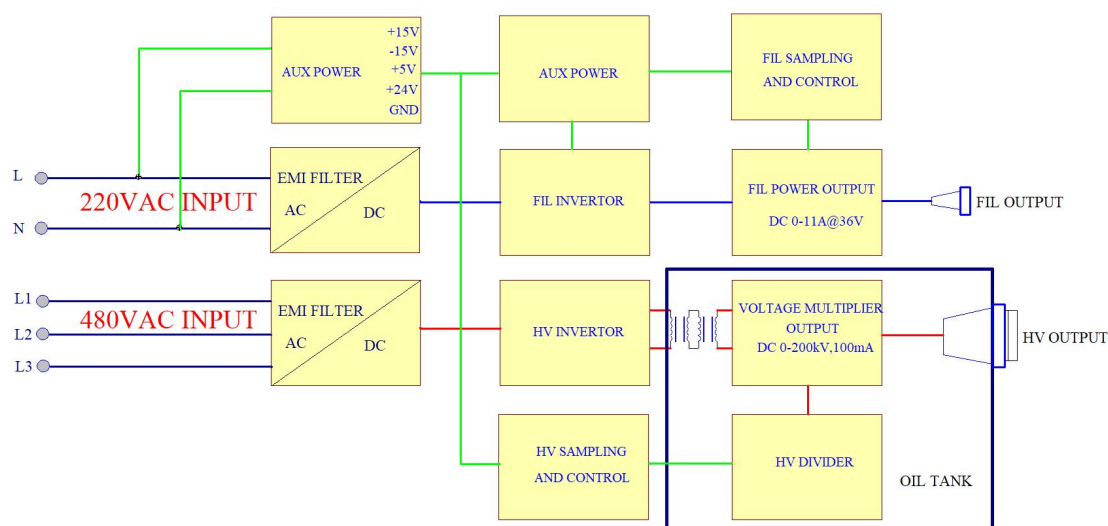 +15V
-15V
AUX POWER
+5V
+24V
GND
AUX POWER
FIL SAMPLING
AND CONTROL
L
220VAC INPUT
N
EMI FILTER
AC
DC
FIL INVERTOR
FIL POWER OUTPUT
DC 0-11A@36V
FIL OUTPUT
L1
480VAC INPUT
L2
L3
EMI FILTER
AC
DC
HV INVERTOR
VOLTAGE MULTIPLIER
OUTPUT
DC 0-200kV,100mA
HV OUTPUT
HV SAMPLING
AND CONTROL
HV DIVIDER
OIL TANK